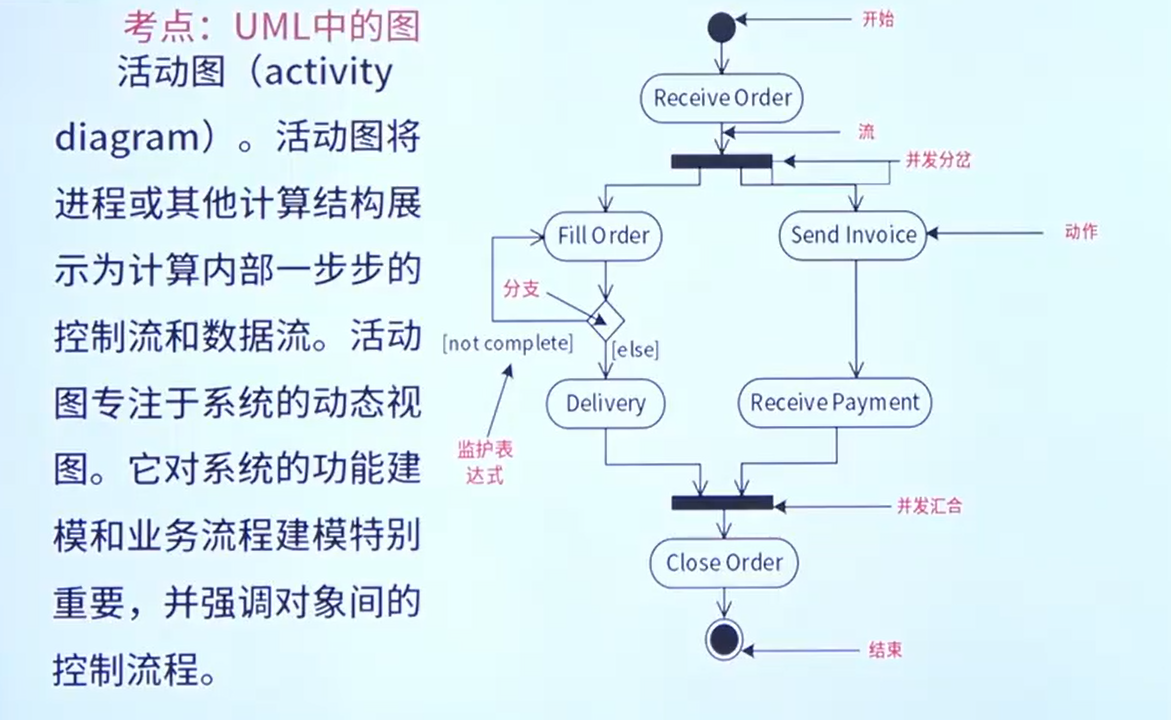 考点：UML中的图
活动图（activity
diagram）。活动图将
进程或其他计算结构展
示为计算内部一步步的
控制流和数据流。活动
图专注于系统的动态视
图。它对系统的功能建
模和业务流程建模特别
重要，并强调对象间的
控制流程。
开始
Receive Order
流
并发分岔
Fill Order
Send Invoice
动作
分支
[not complete]
[else]
Delivery
Receive Payment
监护表
达式
并发汇合
Close Order
结束